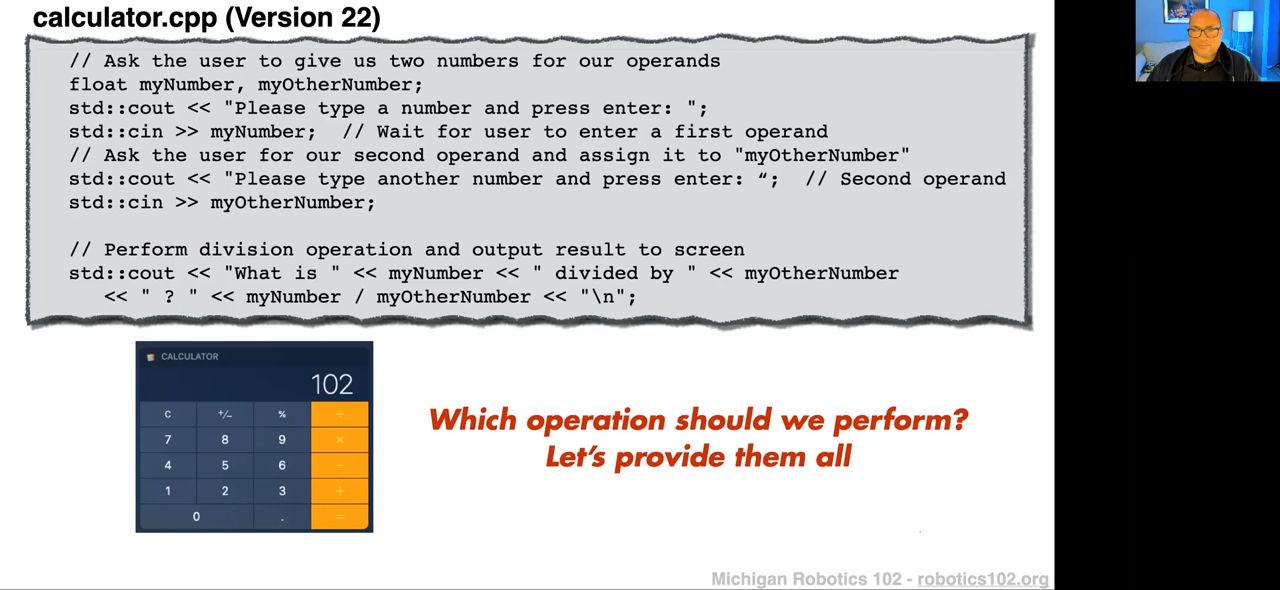 calculator.cpp (Version 22)
// Ask the user to give us two numbers for our operands
float myNumber, myOtherNumber;
std::cout << "Please type a number and press enter: ";
std::cin >> myNumber;  // Wait for user to enter a first operand
// Ask the user for our second operand and assign it to "myOtherNumber"
std::cout << "Please type another number and press enter: “;  // Second operand
std::cin >> myOtherNumber;
// Perform division operation and output result to screen
std::cout << "What is " << myNumber << " divided by " << myOtherNumber
<< " ? " << myNumber / myOtherNumber << "\n";
CALCULATOR
102
C +/- % ÷
7 8 9 ×
4 5 6 −
1 2 3 +
0 . =
Which operation should we perform?
Let’s provide them all
Michigan Robotics 102 - robotics102.org